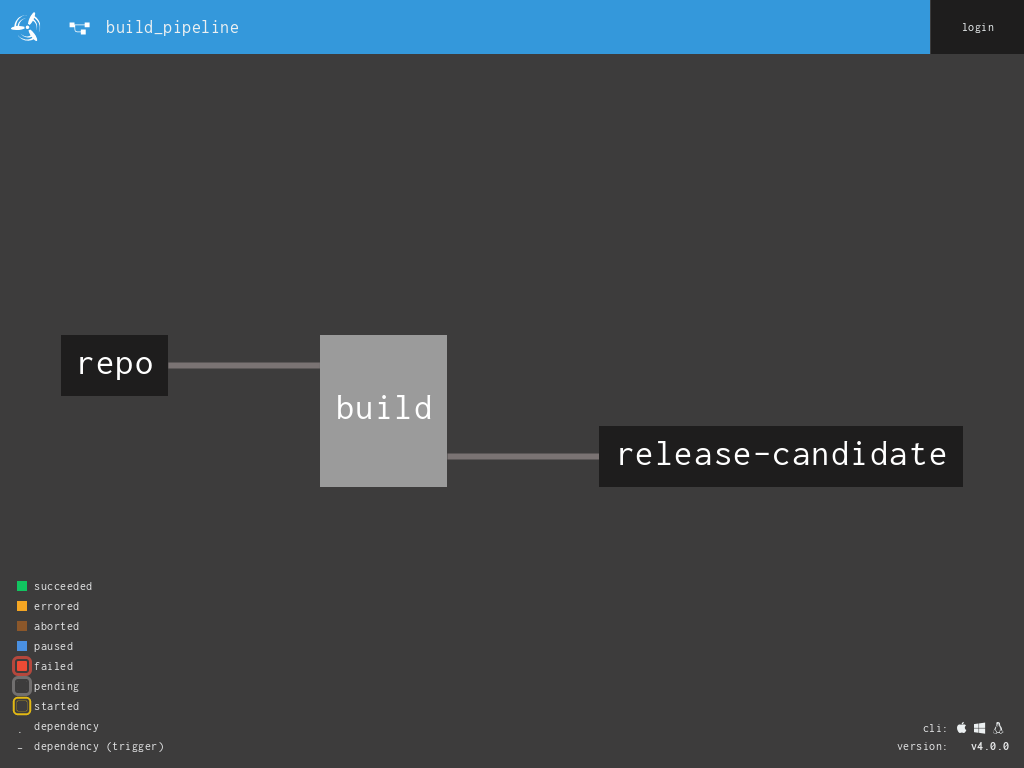 build_pipeline
login
repo
build
release-candidate
succeeded
errored
aborted
paused
failed
pending
started
dependency
dependency (trigger)
cli:
version: v4.0.0